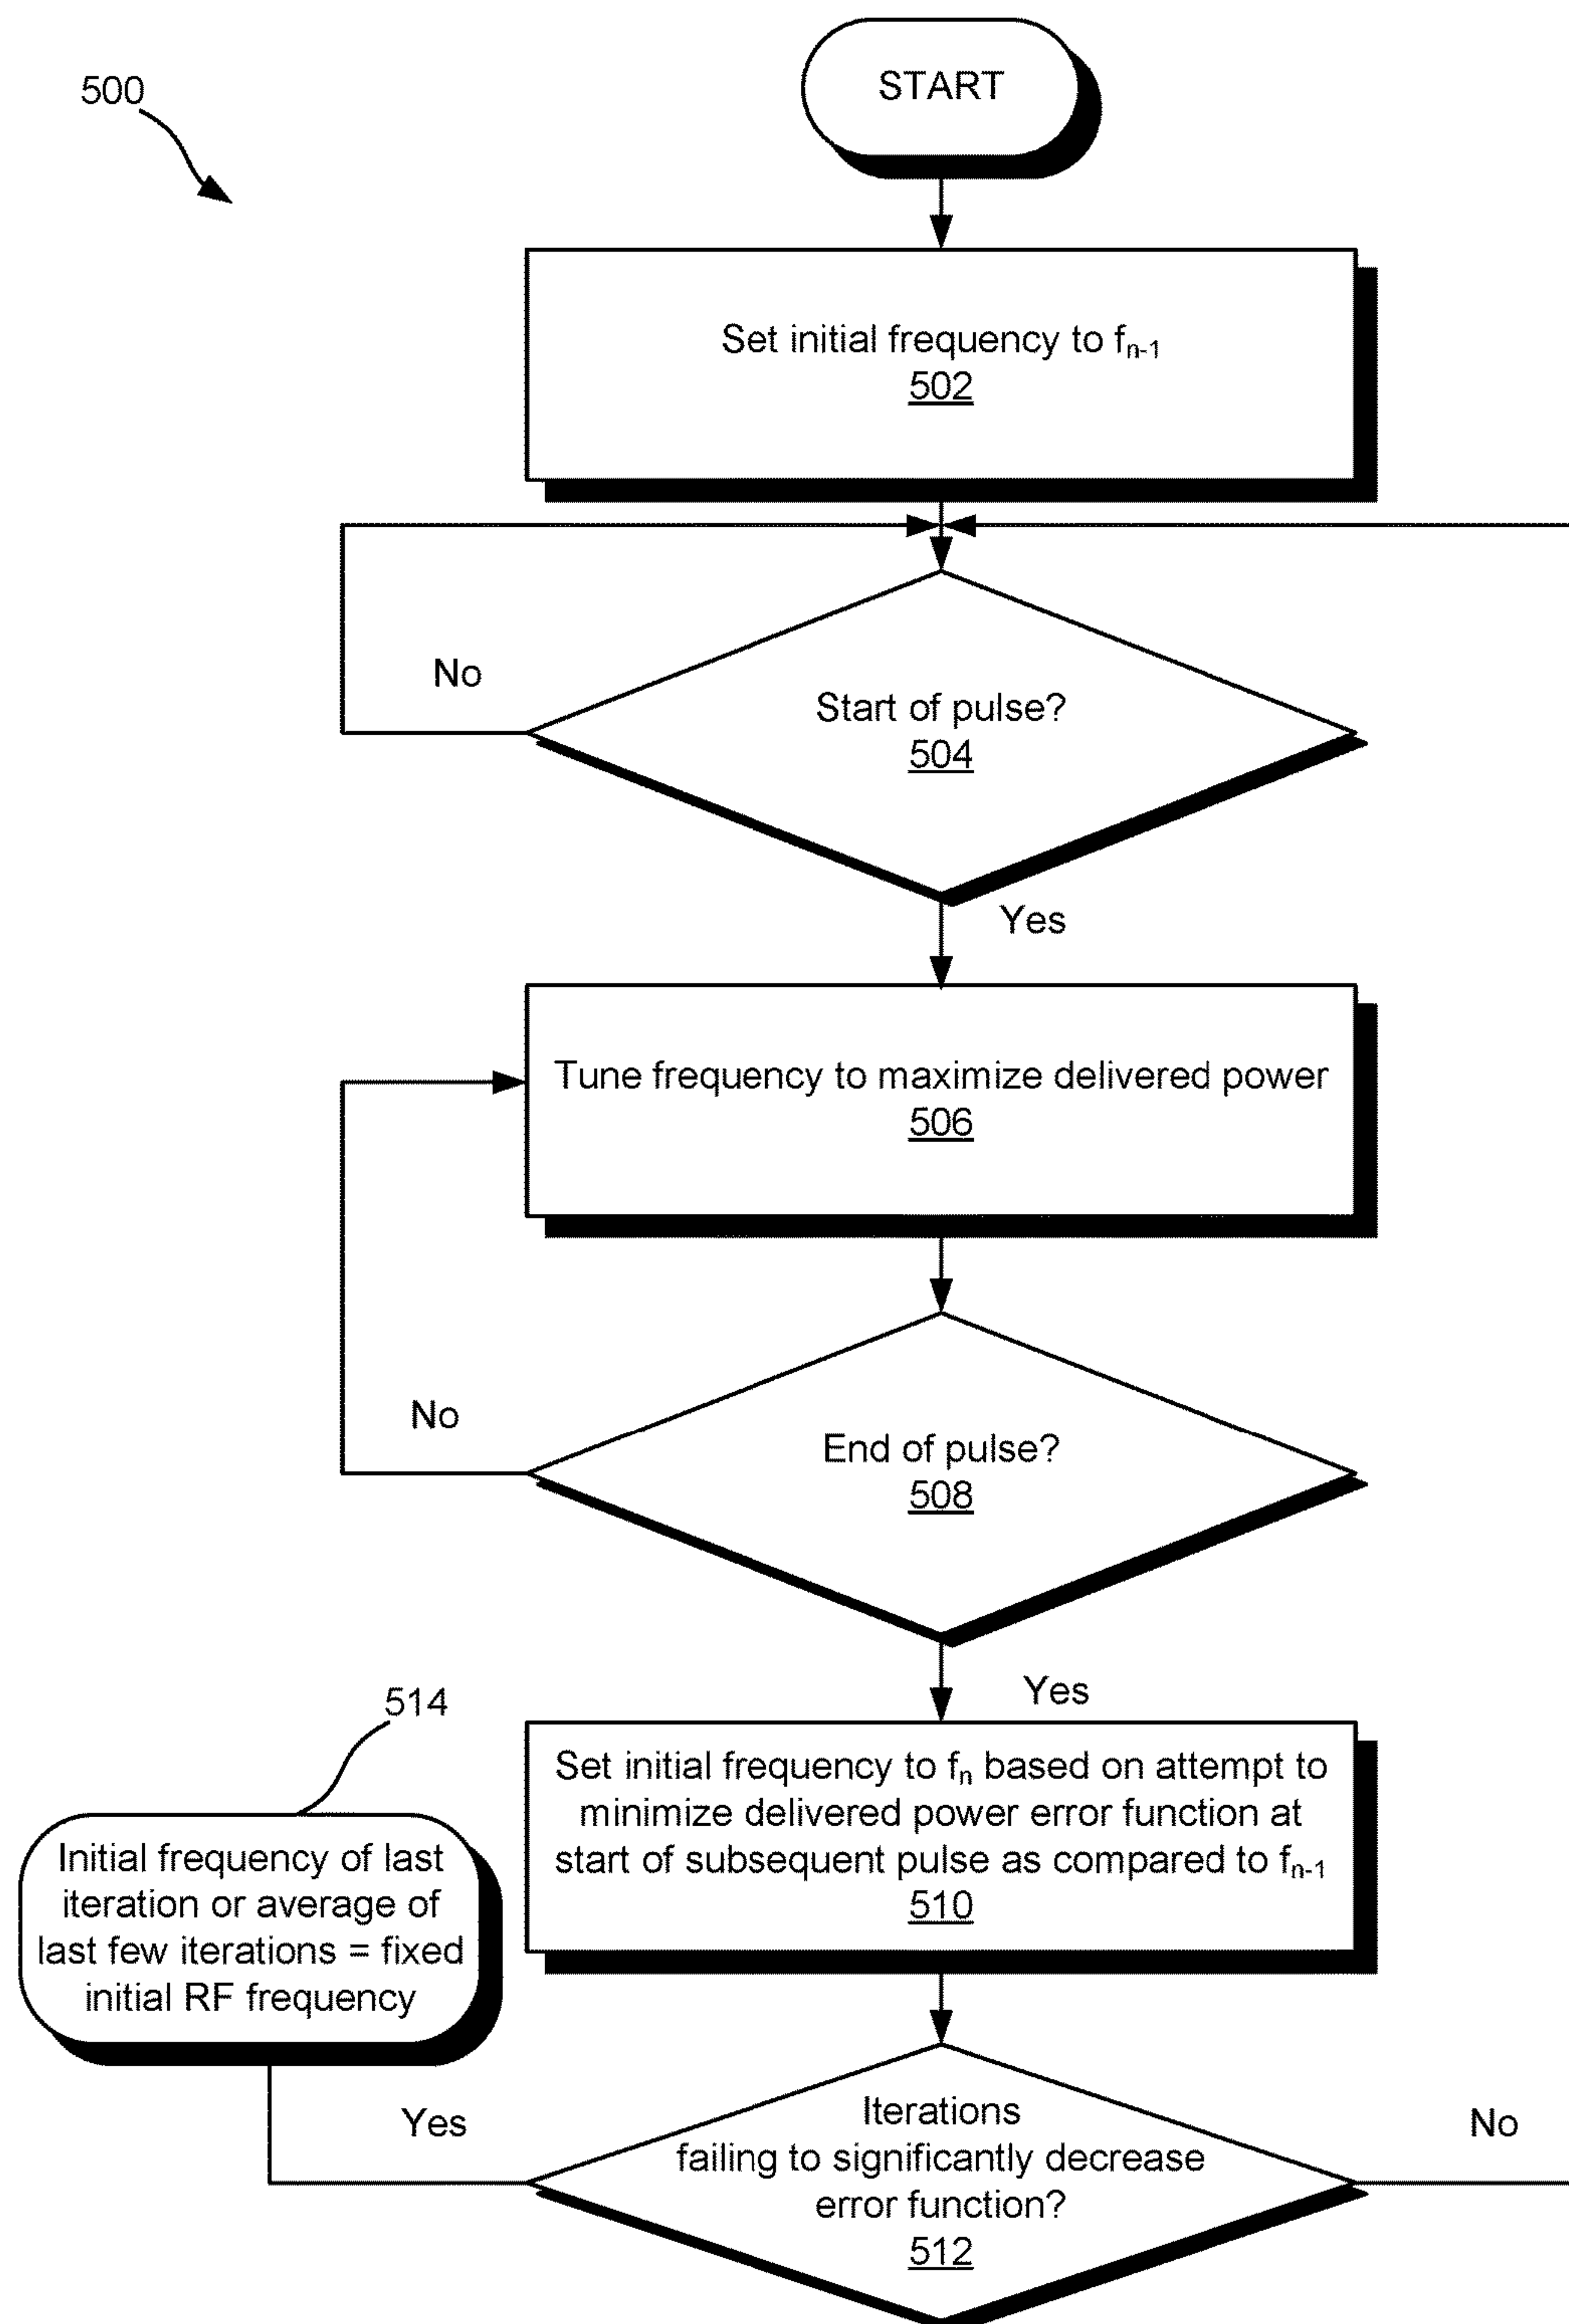 500
START
Set initial frequency to fn-1
502
No
Start of pulse?
504
Yes
Tune frequency to maximize delivered power
506
No
End of pulse?
508
Yes
514
Set initial frequency to fn based on attempt to
minimize delivered power error function at
start of subsequent pulse as compared to fn-1
510
Initial frequency of last
iteration or average of
last few iterations = fixed
initial RF frequency
Yes
Iterations
failing to significantly decrease
error function?
512
No